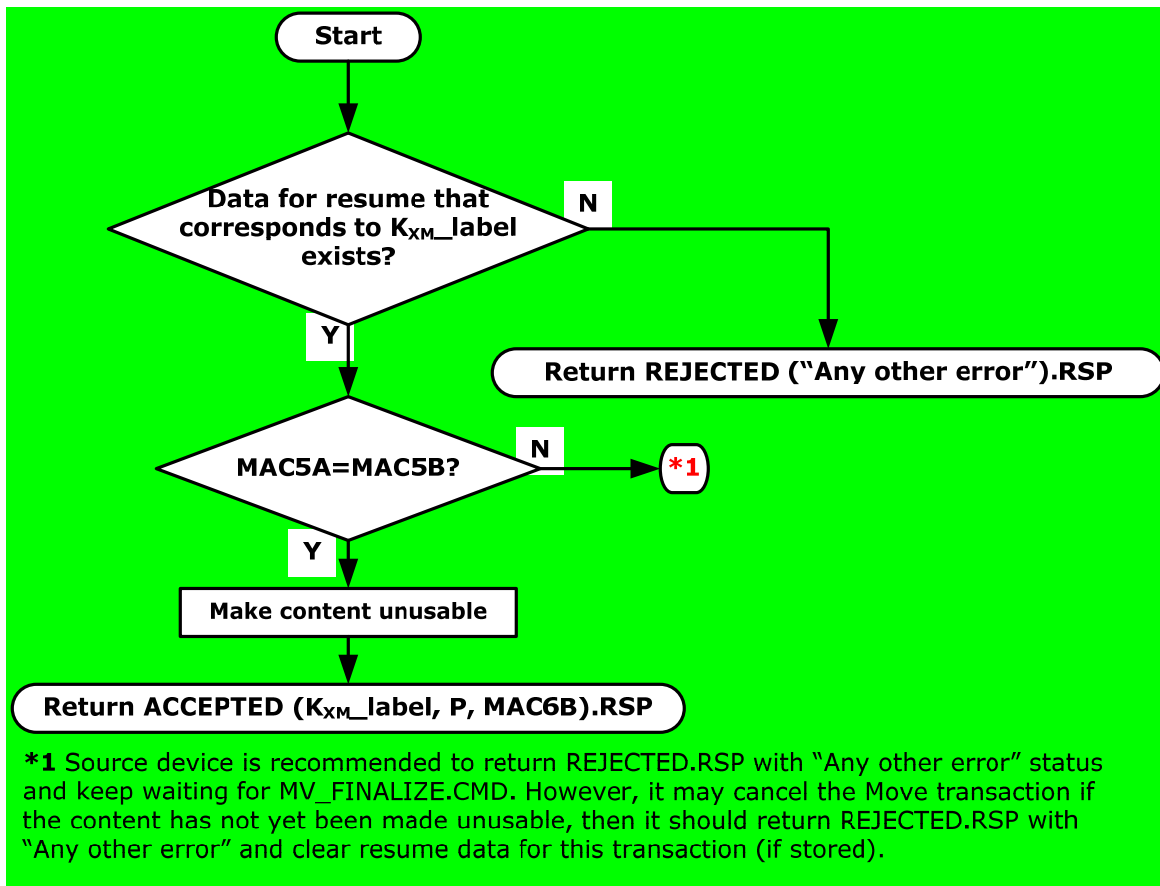 Start
Data for resume that
corresponds to KXM_label
exists?
N
Y
Return REJECTED (“Any other error”).RSP
MAC5A=MAC5B?
N
*1
Y
Make content unusable
Return ACCEPTED (KXM_label, P, MAC6B).RSP
*1 Source device is recommended to return REJECTED.RSP with “Any other error” status
and keep waiting for MV_FINALIZE.CMD. However, it may cancel the Move transaction if
the content has not yet been made unusable, then it should return REJECTED.RSP with
“Any other error” and clear resume data for this transaction (if stored).